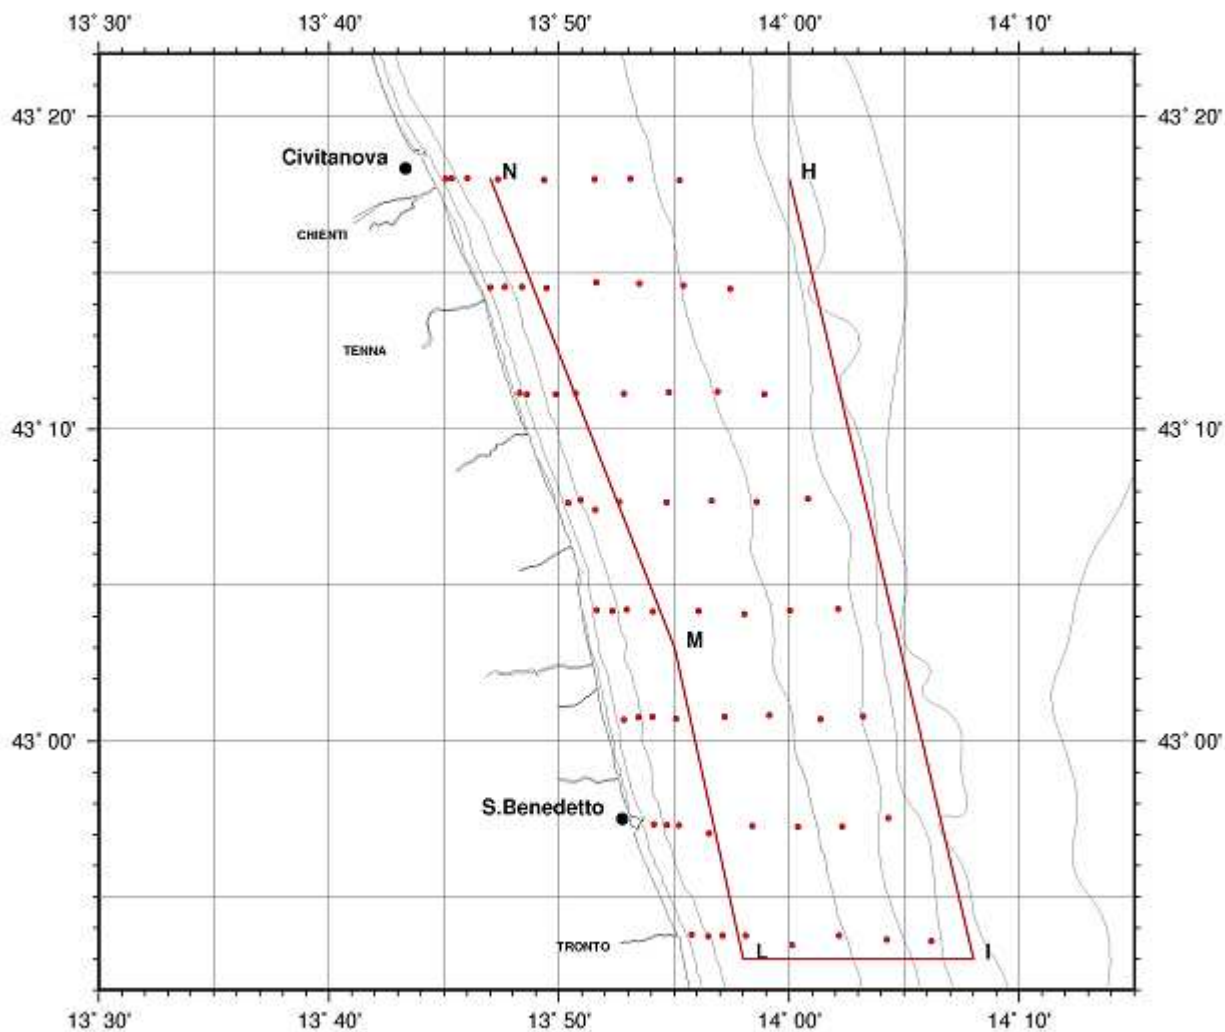 13° 30' 13° 40' 13° 50' 14° 00' 14° 10'
43° 20' 43° 20'
Civitanova
N H
CHIENTI
TENNA
43° 10' 43° 10'
M
43° 00' 43° 00'
S.Benedetto
TRONTO L I
13° 30' 13° 40' 13° 50' 14° 00' 14° 10'